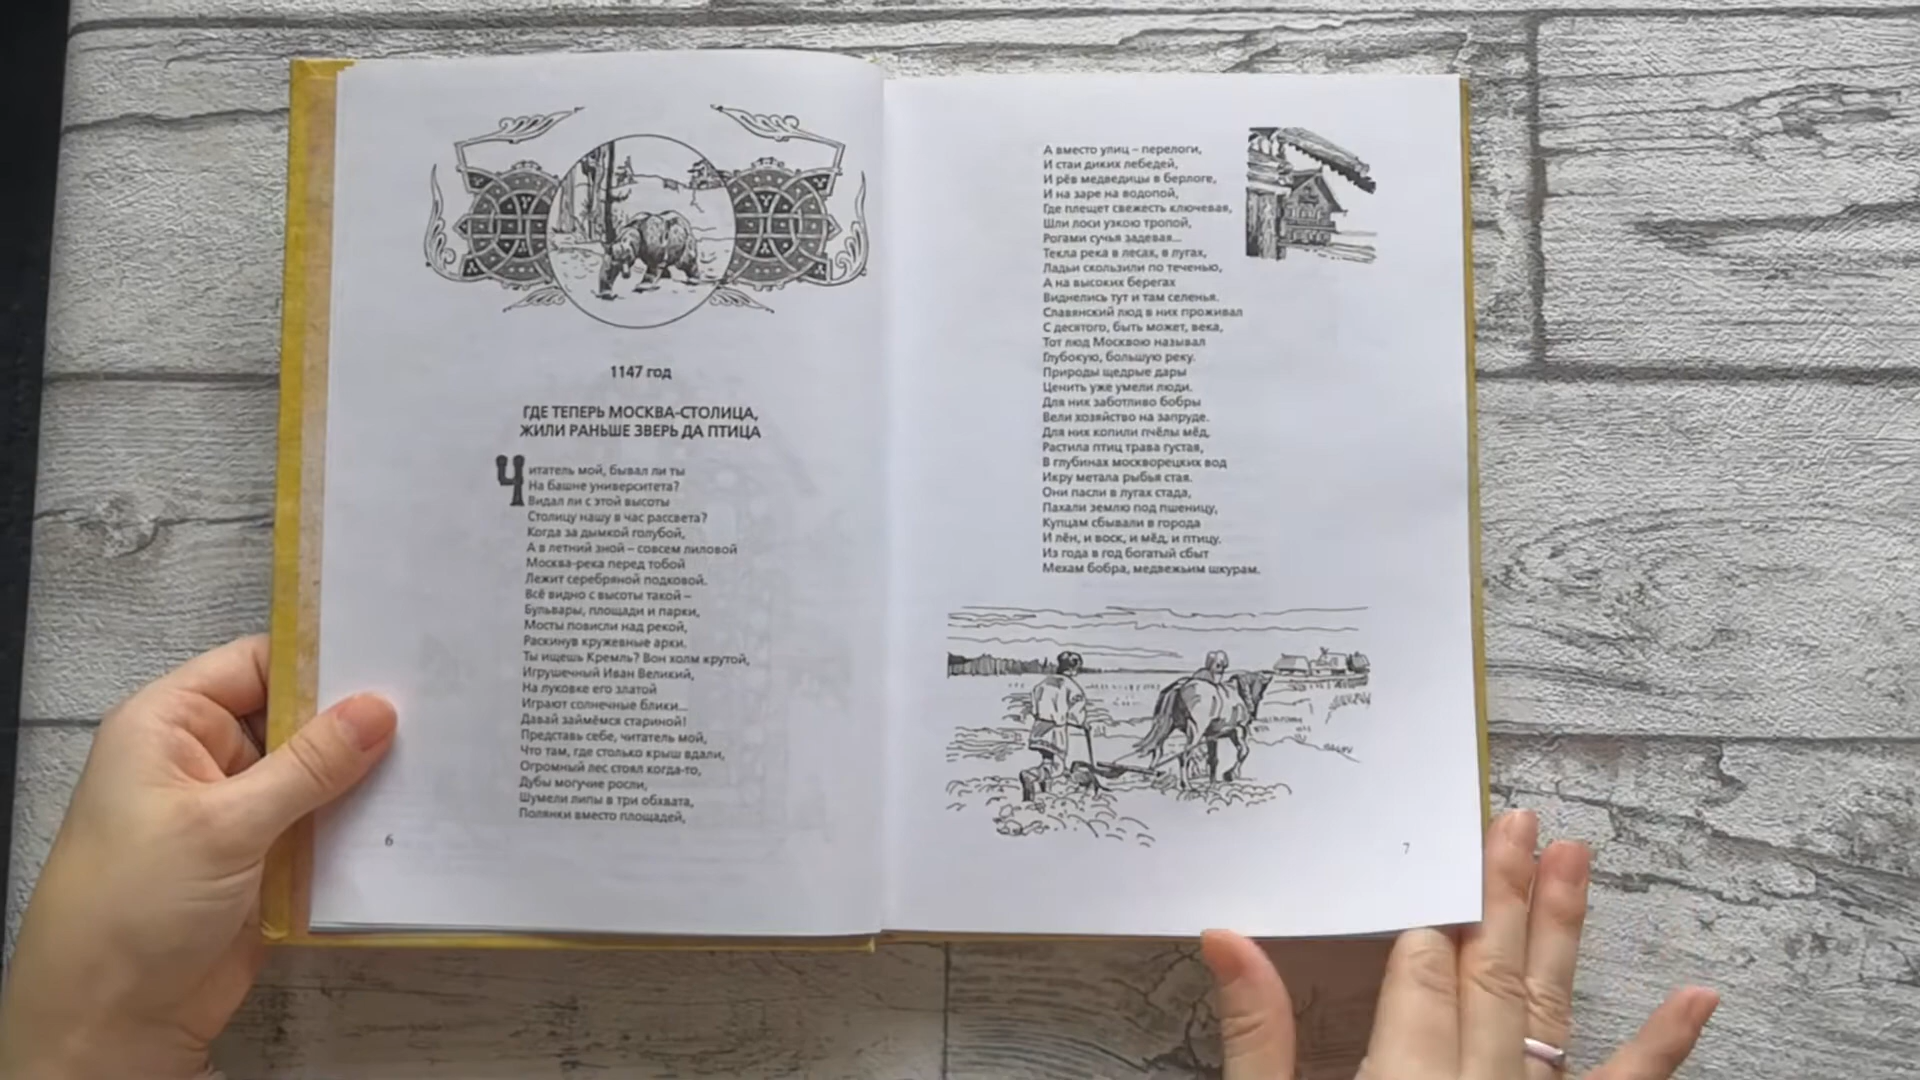 1147 год
ГДЕ ТЕПЕРЬ МОСКВА-СТОЛИЦА,
ЖИЛИ РАНЬШЕ ЗВЕРЬ ДА ПТИЦА
Читатель мой, бывал ли ты
На башне университета?
Видал ли с этой высоты
Столицу нашу в час рассвета?
Когда за дымкой голубой,
А в летний зной – совсем лиловой
Москва-река перед тобой
Лежит серебряной подковой.
Всё видно с высоты такой –
Бульвары, площади и парки,
Мосты повисли над рекой,
Раскинув кружевные арки.
Ты ищешь Кремль? Вон холм крутой,
Игрушечный Иван Великий,
На луковке его златой
Играют солнечные блики...
Давай займёмся стариной!
Представь себе, читатель мой,
Что там, где столько крыш вдали,
Огромный лес стоял когда-то,
Дубы могучие росли,
Шумели липы в три обхвата,
Полянки вместо площадей,
6
А вместо улиц – перелоги,
И стаи диких лебедей,
И рёв медведицы в берлоге,
И на заре на водопой,
Где плещет свежесть ключевая,
Шли лоси узкою тропой,
Рогами сучья задевая...
Текла река в лесах, в лугах,
Ладьи скользили по теченью,
А на высоких берегах
Виднелись тут и там селенья.
Славянский люд в них проживал
С десятого, быть может, века,
Тот люд Москвою называл
Глубокую, большую реку.
Природы щедрые дары
Ценить уже умели люди.
Для них заботливо бобры
Вели хозяйство на запруде.
Для них копили пчёлы мёд,
Растила птиц трава густая,
В глубинах москворецких вод
Икру метала рыбья стая.
Они пасли в лугах стада,
Пахали землю под пшеницу,
Купцам сбывали в города
И лён, и воск, и мёд, и птицу.
Из года в год богатый сбыт
Мехам бобра, медвежьим шкурам.
7